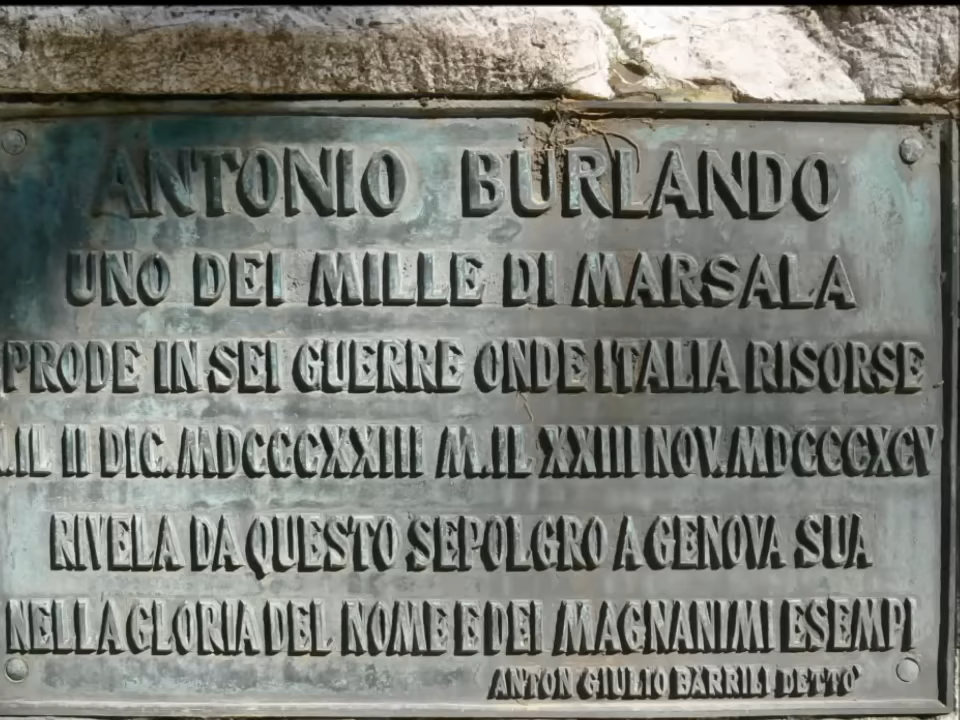 ANTONIO BURLANDO
UNO DEI MILLE DI MARSALA
PRODE IN SEI GUERRE ONDE ITALIA RISORSE
.IL II DIC. MDCCCXXIII M.IL XXIII NOV. MDCCCXCV
RIVELA DA QUESTO SEPOLCRO A GENOVA SUA
NELLA GLORIA DEL NOME E DEI MAGNANIMI ESEMPI
ANTON GIULIO BARRILI DETTO'